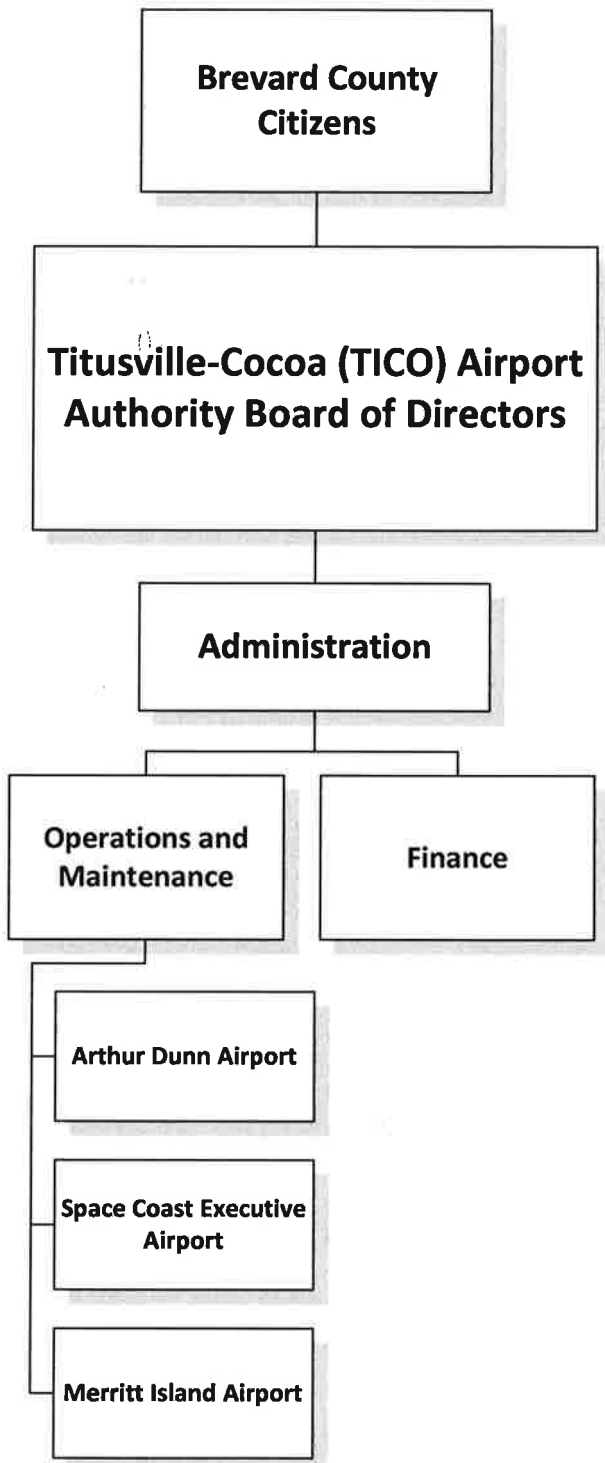 Brevard County
Citizens
Titusville-Cocoa (TICO) Airport
Authority Board of Directors
Administration
Operations and
Maintenance
Finance
Arthur Dunn Airport
Space Coast Executive
Airport
Merritt Island Airport